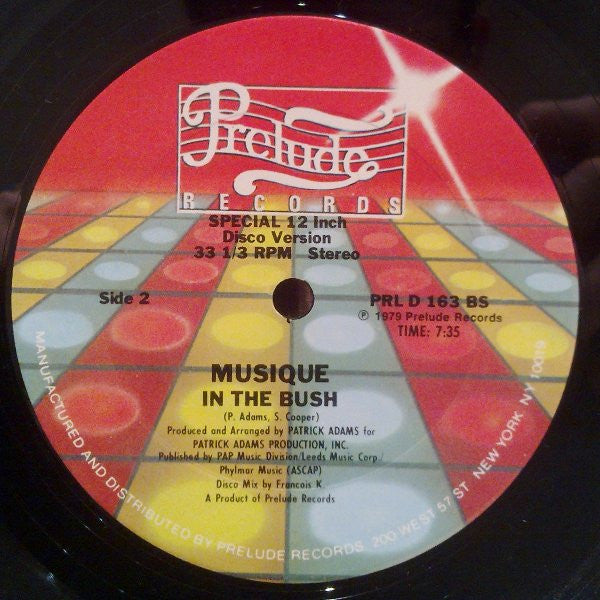 Prelude
RECORDS
SPECIAL 12 Inch
Disco Version
33 1/3 RPM Stereo
Side 2
PRL D 163 BS
℗ 1979 Prelude Records
TIME: 7:35
MUSIQUE
IN THE BUSH
(P. Adams, S. Cooper)
Produced and Arranged by PATRICK ADAMS for
PATRICK ADAMS PRODUCTION, INC.
Published by PAP Music Division/Leeds Music Corp./
Phylmar Music (ASCAP)
Disco Mix by Francois K.
A Product of Prelude Records
MANUFACTURED AND DISTRIBUTED BY PRELUDE RECORDS, 200 WEST 57 ST NEW YORK, NY 10019